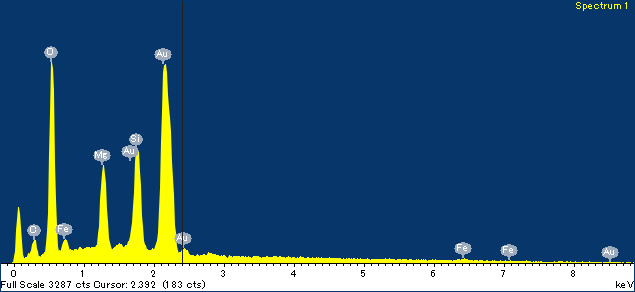 Spectrum 1
O
Au
Si
Au
Mg
O
Fe
Au
Fe
Fe
Au
0 1 2 3 4 5 6 7 8
Full Scale 3287 cts Cursor: 2.392 (183 cts) keV